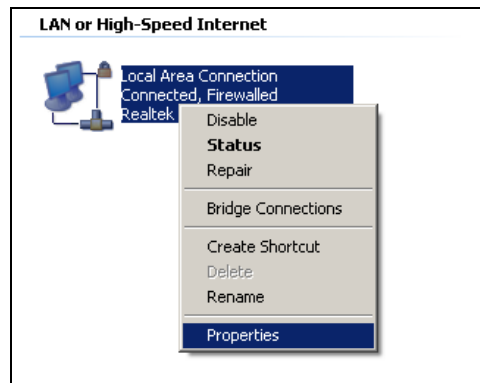 LAN or High-Speed Internet
Local Area Connection
Connected, Firewalled
Realtek
Disable
Status
Repair
Bridge Connections
Create Shortcut
Delete
Rename
Properties